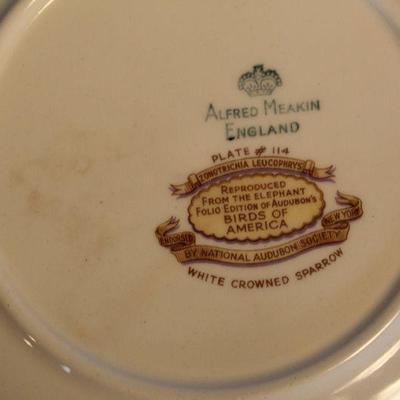 ALFRED MEAKIN
ENGLAND
PLATE # 114
ZONOTRICHIA LEUCOPHRYS
REPRODUCED
FROM THE ELEPHANT
FOLIO EDITION OF AUDUBON'S
BIRDS OF
AMERICA
ENDORSED
BY NATIONAL AUDUBON SOCIETY
NEW YORK
WHITE CROWNED SPARROW